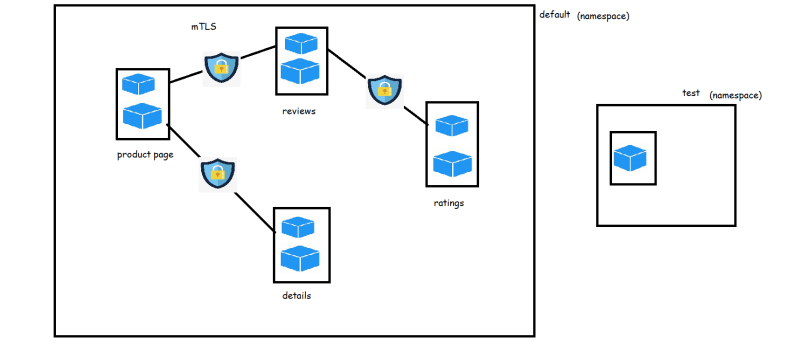 mTLS
default (namespace)
test (namespace)
reviews
product page
ratings
details